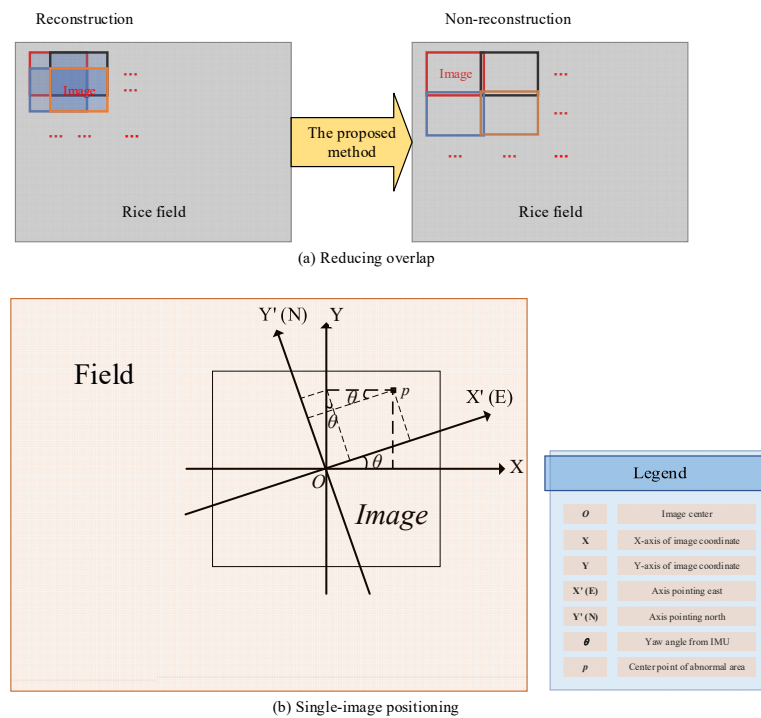 Reconstruction
Non-reconstruction
Image
...
...
... ... ...
Rice field
The proposed
method
Image
...
...
... ... ...
Rice field
(a) Reducing overlap
Y' (N)
Y
Field
θ
p
θ
X' (E)
θ
X
O
Image
Legend
O Image center
X X-axis of image coordinate
Y Y-axis of image coordinate
X' (E) Axis pointing east
Y' (N) Axis pointing north
θ Yaw angle from IMU
p Center point of abnormal area
(b) Single-image positioning